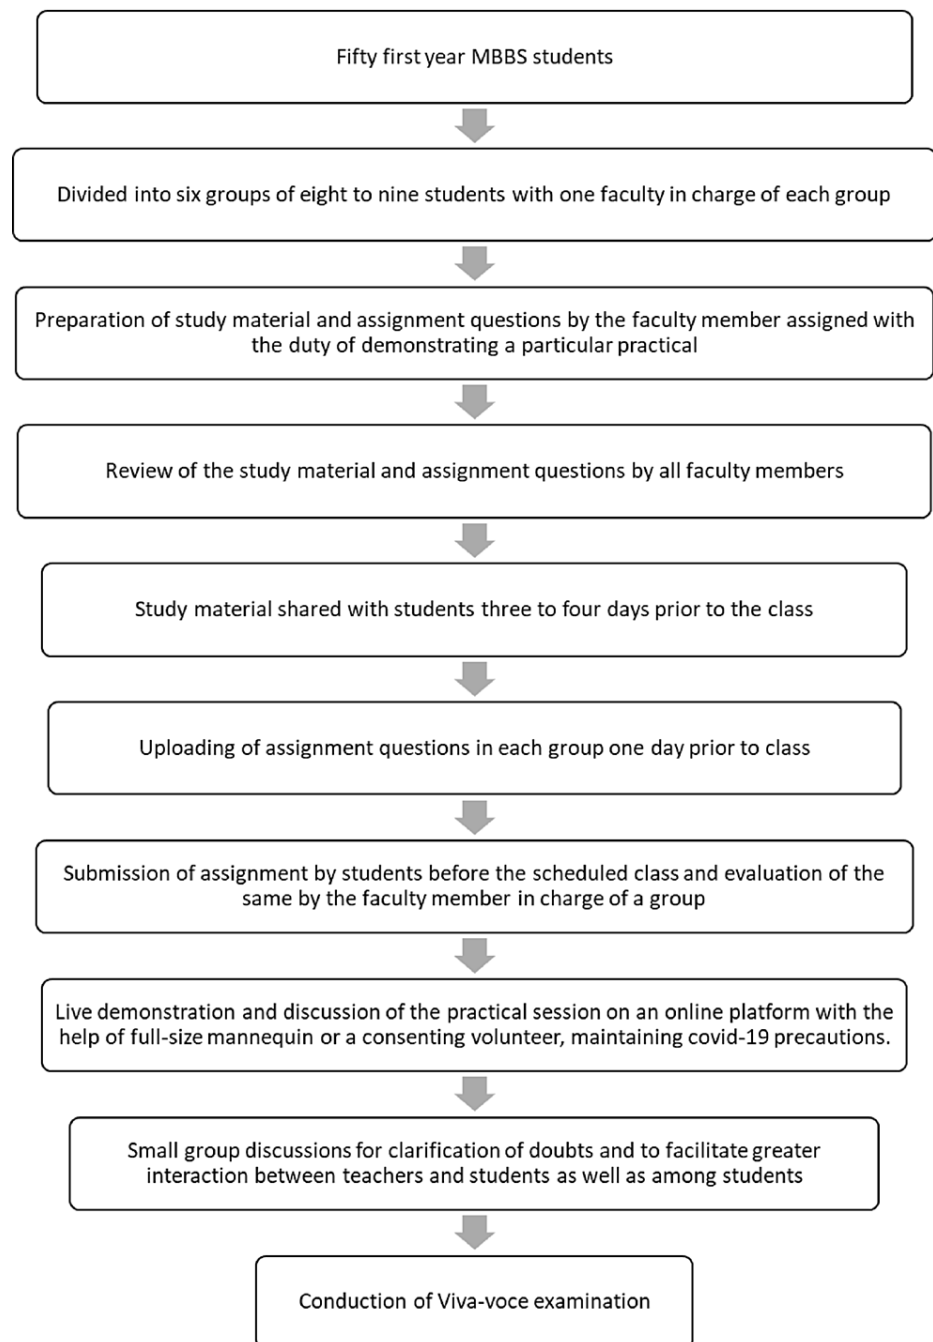 Fifty first year MBBS students
Divided into six groups of eight to nine students with one faculty in charge of each group
Preparation of study material and assignment questions by the faculty member assigned with
the duty of demonstrating a particular practical
Review of the study material and assignment questions by all faculty members
Study material shared with students three to four days prior to the class
Uploading of assignment questions in each group one day prior to class
Submission of assignment by students before the scheduled class and evaluation of the
same by the faculty member in charge of a group
Live demonstration and discussion of the practical session on an online platform with the
help of full-size mannequin or a consenting volunteer, maintaining covid-19 precautions.
Small group discussions for clarification of doubts and to facilitate greater
interaction between teachers and students as well as among students
Conduction of Viva-voce examination